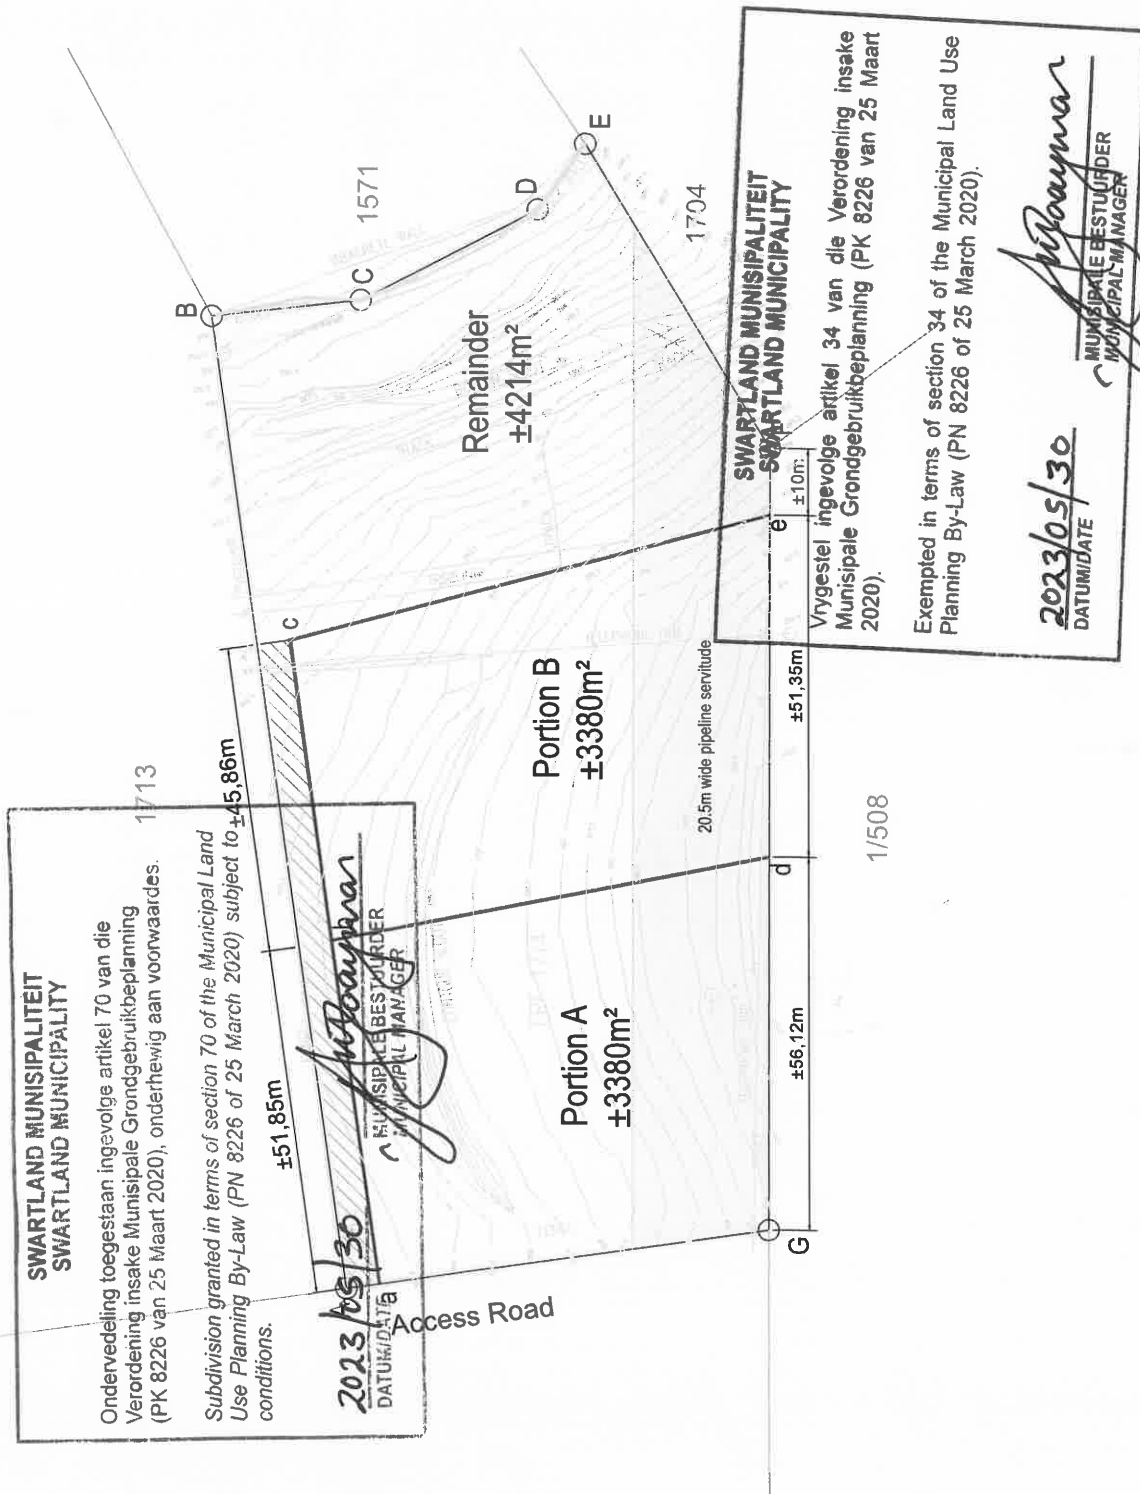 SWARTLAND MUNISIPALITEIT
SWARTLAND MUNICIPALITY
Ondervedeling toegestaan ingevolge artikel 70 van die
Verordening insake Munisipale Grondgebruikbeplanning
(PK 8226 van 25 Maart 2020), onderhewig aan voorwaardes.
Subdivision granted in terms of section 70 of the Municipal Land
Use Planning By-Law (PN 8226 of 25 March 2020) subject to
conditions.
2023/05/30
DATUM/DATE
MUNISIPALE BESTUURDER
MUNICIPAL MANAGER
1713
±51,85m
±45,86m
a
Access Road
B
C
D
E
1571
1704
c
Remainder
±4214m²
Portion B
±3380m²
Portion A
±3380m²
20.5m wide pipeline servitude
G
d
e
±56,12m
±51,35m
±10m
1/508
SWARTLAND MUNISIPALITEIT
SWARTLAND MUNICIPALITY
Vrygestel ingevolge artikel 34 van die Verordening insake
Munisipale Grondgebruikbeplanning (PK 8226 van 25 Maart
2020).
Exempted in terms of section 34 of the Municipal Land Use
Planning By-Law (PN 8226 of 25 March 2020).
2023/05/30
DATUM/DATE
MUNISIPALE BESTUURDER
MUNICIPAL MANAGER